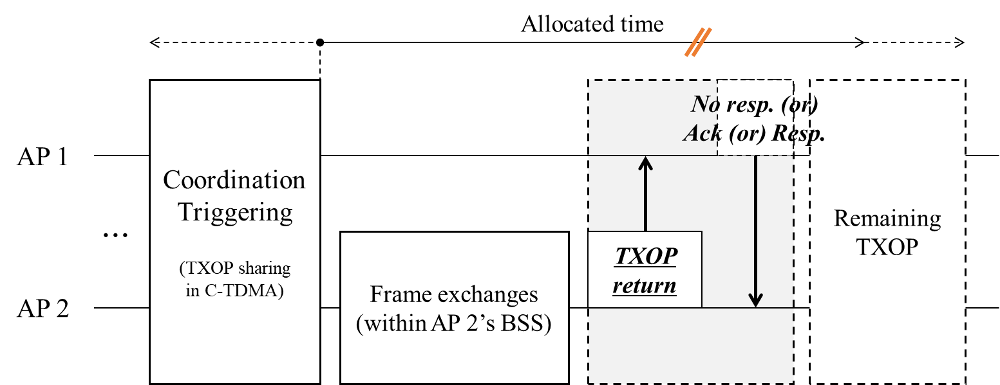 Allocated time
No resp. (or)
Ack (or) Resp.
AP 1
Coordination
Triggering
(TXOP sharing
in C-TDMA)
Remaining
TXOP
...
TXOP
return
Frame exchanges
(within AP 2’s BSS)
AP 2